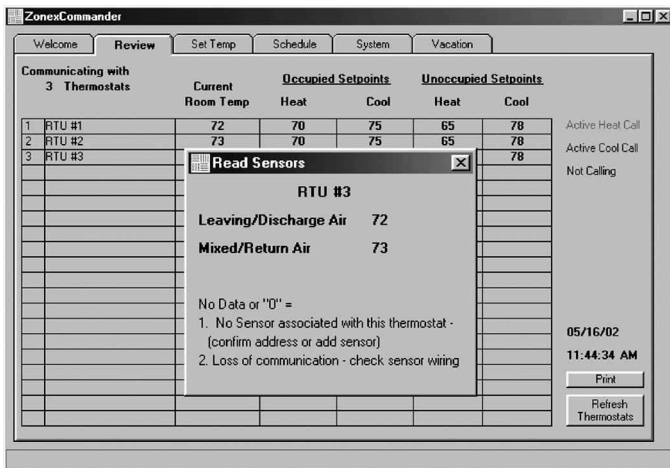 ZonexCommander
Welcome Review Set Temp Schedule System Vacation
Communicating with
3 Thermostats
Current
Room Temp
Occupied Setpoints
Heat Cool
Unoccupied Setpoints
Heat Cool
1 RTU #1 72 70 75 65 78
2 RTU #2 73 70 75 65 78
3 RTU #3 78
Active Heat Call
Active Cool Call
Not Calling
Read Sensors
RTU #3
Leaving/Discharge Air 72
Mixed/Return Air 73
No Data or "0" =
1. No Sensor associated with this thermostat -
(confirm address or add sensor)
2. Loss of communication - check sensor wiring
05/16/02
11:44:34 AM
Print
Refresh
Thermostats